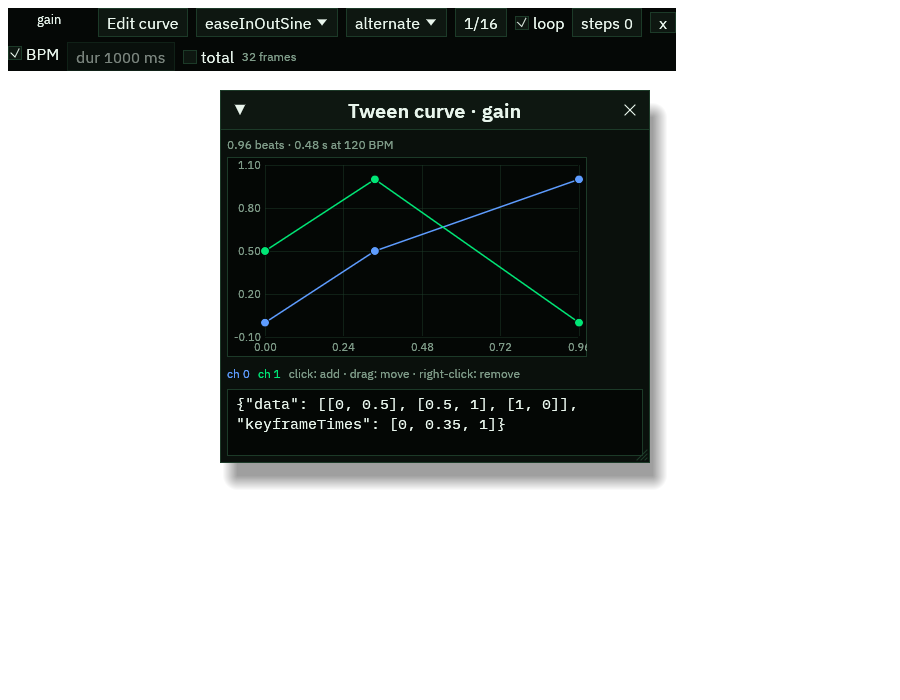 gain Edit curve easeInOutSine alternate 1/16 loop steps 0 x
BPM dur 1000 ms total 32 frames
Tween curve · gain
0.96 beats · 0.48 s at 120 BPM
1.10
0.80
0.50
0.20
-0.10
0.00 0.24 0.48 0.72 0.96
ch 0 ch 1 click: add · drag: move · right-click: remove
{"data": [[0, 0.5], [0.5, 1], [1, 0]],
"keyframeTimes": [0, 0.35, 1]}